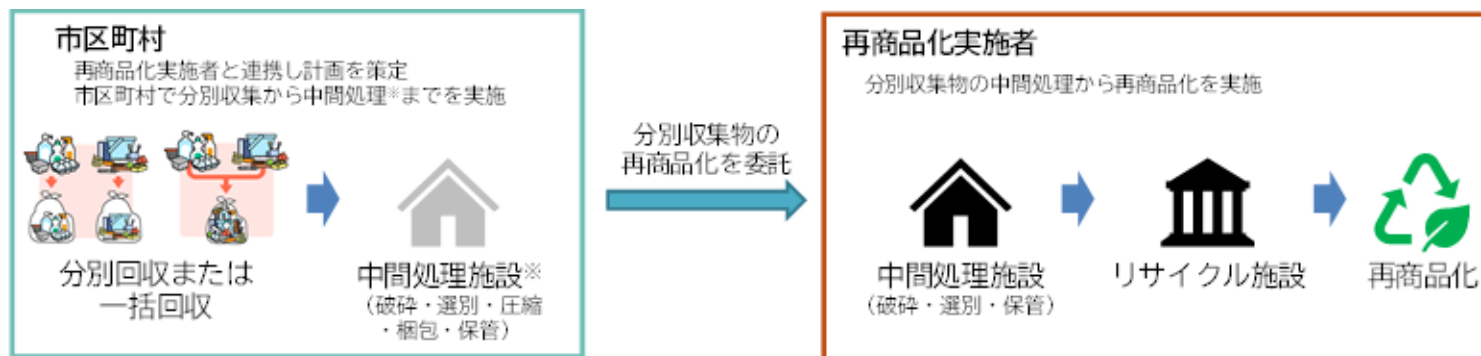 市区町村
再商品化実施者と連携し計画を策定
市区町村で分別収集から中間処理※までを実施
分別回収または
一括回収
中間処理施設※
（破砕・選別・圧縮
・梱包・保管）
分別収集物の
再商品化を委託
再商品化実施者
分別収集物の中間処理から再商品化を実施
中間処理施設
（破砕・選別・保管）
リサイクル施設
再商品化